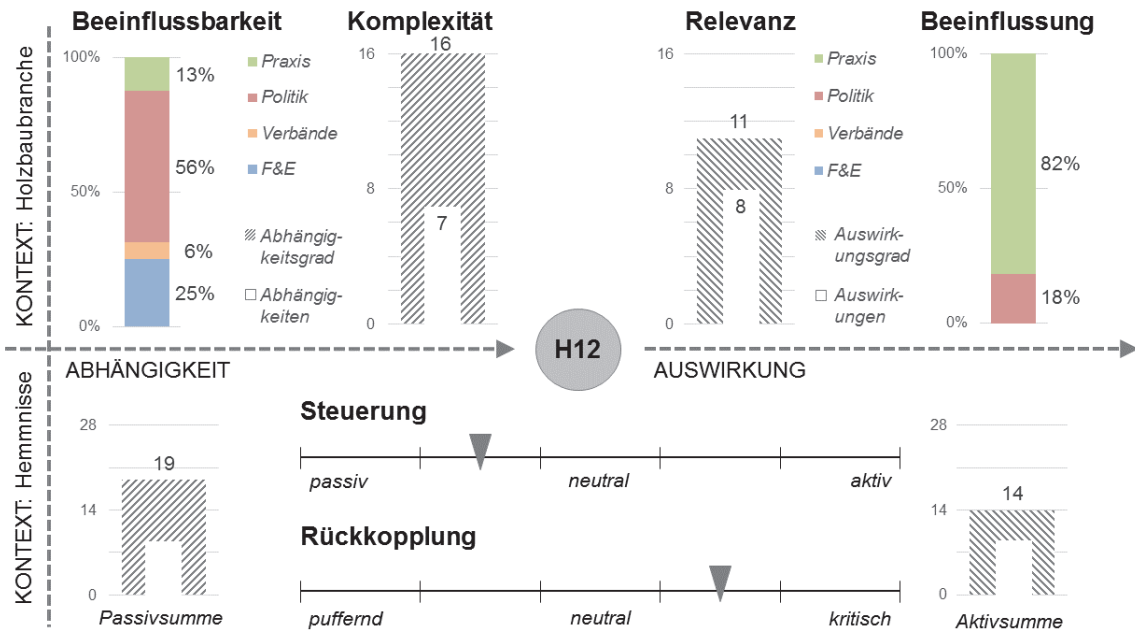 Beeinflussbarkeit
Komplexität
Relevanz
Beeinflussung
KONTEXT: Holzbaubranche
100%
50%
0%
13%
56%
6%
25%
Praxis
Politik
Verbände
F&E
16
8
0
16
7
Abhängig-
keitsgrad
Abhängig-
keiten
16
8
0
11
8
Praxis
Politik
Verbände
F&E
Auswirk-
ungsgrad
Auswirk-
ungen
100%
50%
0%
82%
18%
H12
ABHÄNGIGKEIT
AUSWIRKUNG
KONTEXT: Hemmnisse
28
14
0
19
Passivsumme
Steuerung
passiv
neutral
aktiv
Rückkopplung
puffernd
neutral
kritisch
28
14
0
14
Aktivsumme